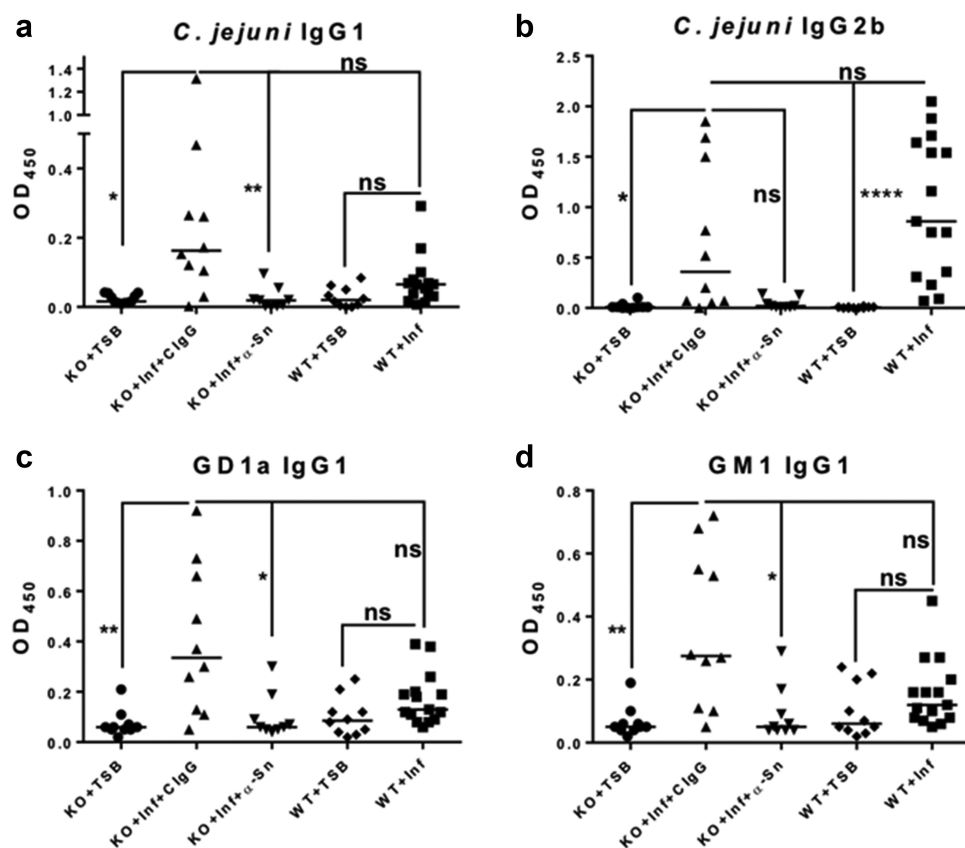 a
C. jejuni IgG1
OD450
1.4
1.2
1.0
0.4
0.2
0.0
ns
*
**
ns
KO+TSB
KO+Inf+CIgG
KO+Inf+α-Sn
WT+TSB
WT+Inf
b
C. jejuni IgG2b
OD450
2.5
2.0
1.5
1.0
0.5
0.0
ns
*
ns
****
KO+TSB
KO+Inf+CIgG
KO+Inf+α-Sn
WT+TSB
WT+Inf
c
GD1a IgG1
OD450
1.0
0.8
0.6
0.4
0.2
0.0
**
*
ns
ns
KO+TSB
KO+Inf+CIgG
KO+Inf+α-Sn
WT+TSB
WT+Inf
d
GM1 IgG1
OD450
0.8
0.6
0.4
0.2
0.0
**
*
ns
ns
KO+TSB
KO+Inf+CIgG
KO+Inf+α-Sn
WT+TSB
WT+Inf